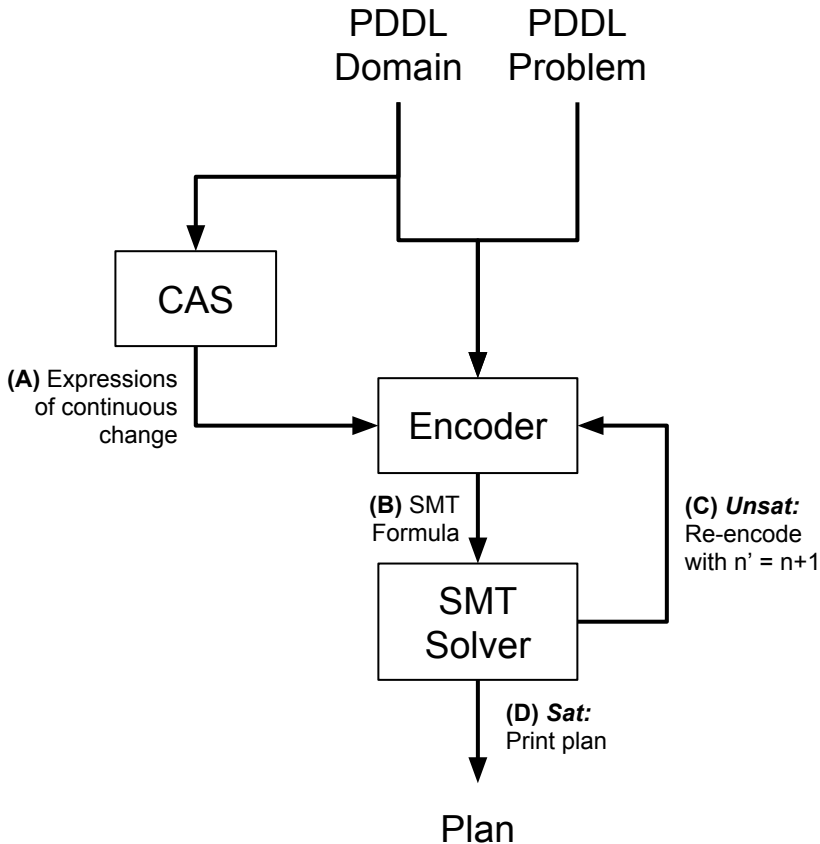 PDDL
Domain
PDDL
Problem
CAS
(A) Expressions
of continuous
change
Encoder
(B) SMT
Formula
(C) Unsat:
Re-encode
with n’ = n+1
SMT
Solver
(D) Sat:
Print plan
Plan